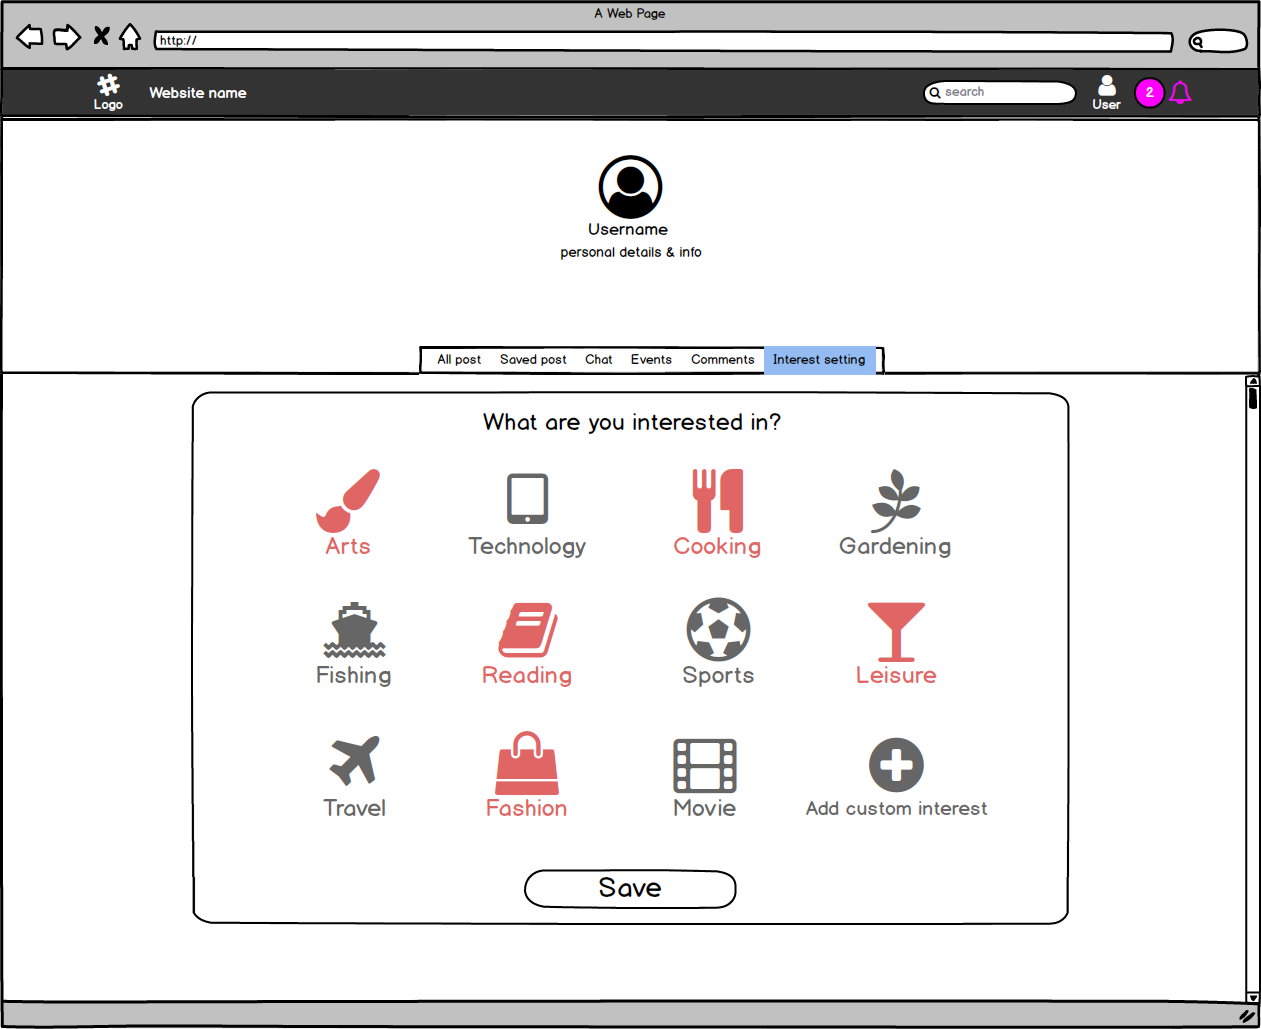 A Web Page
http://
Logo
Website name
search
User
2
Username
personal details & info
All post Saved post Chat Events Comments Interest setting
What are you interested in?
Arts Technology Cooking Gardening
Fishing Reading Sports Leisure
Travel Fashion Movie Add custom interest
Save